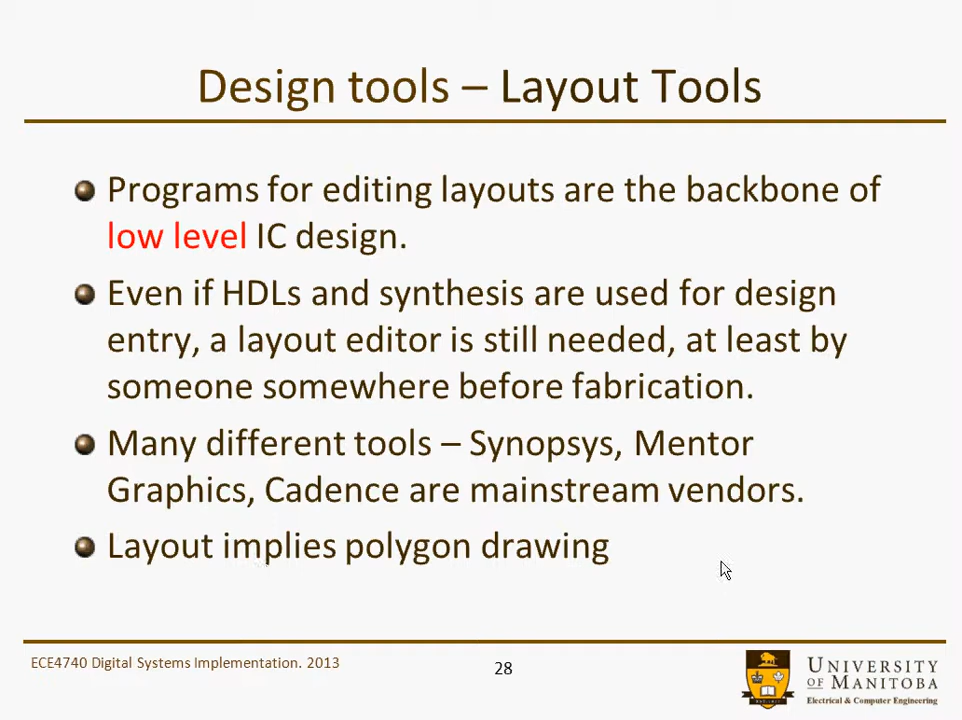 Design tools – Layout Tools
Programs for editing layouts are the backbone of
low level IC design.
Even if HDLs and synthesis are used for design
entry, a layout editor is still needed, at least by
someone somewhere before fabrication.
Many different tools – Synopsys, Mentor
Graphics, Cadence are mainstream vendors.
Layout implies polygon drawing
ECE4740 Digital Systems Implementation. 2013
28
UNIVERSITY
OF MANITOBA
Electrical & Computer Engineering